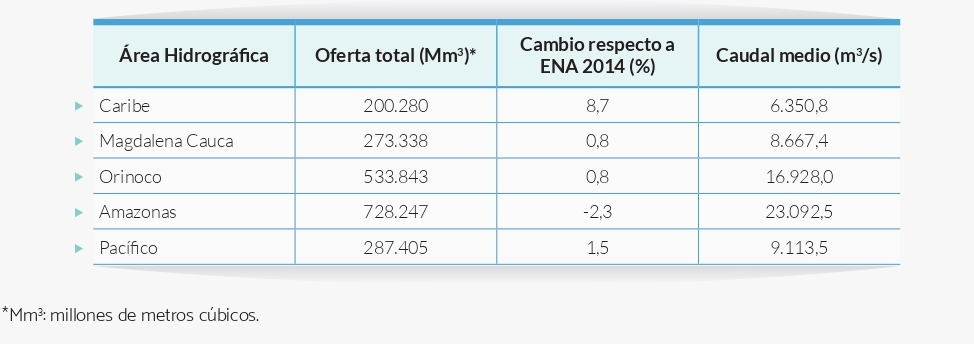 Área Hidrográfica Oferta total (Mm³)* Cambio respecto a ENA 2014 (%) Caudal medio (m³/s)
Caribe 200.280 8,7 6.350,8
Magdalena Cauca 273.338 0,8 8.667,4
Orinoco 533.843 0,8 16.928,0
Amazonas 728.247 -2,3 23.092,5
Pacífico 287.405 1,5 9.113,5
*Mm³: millones de metros cúbicos.